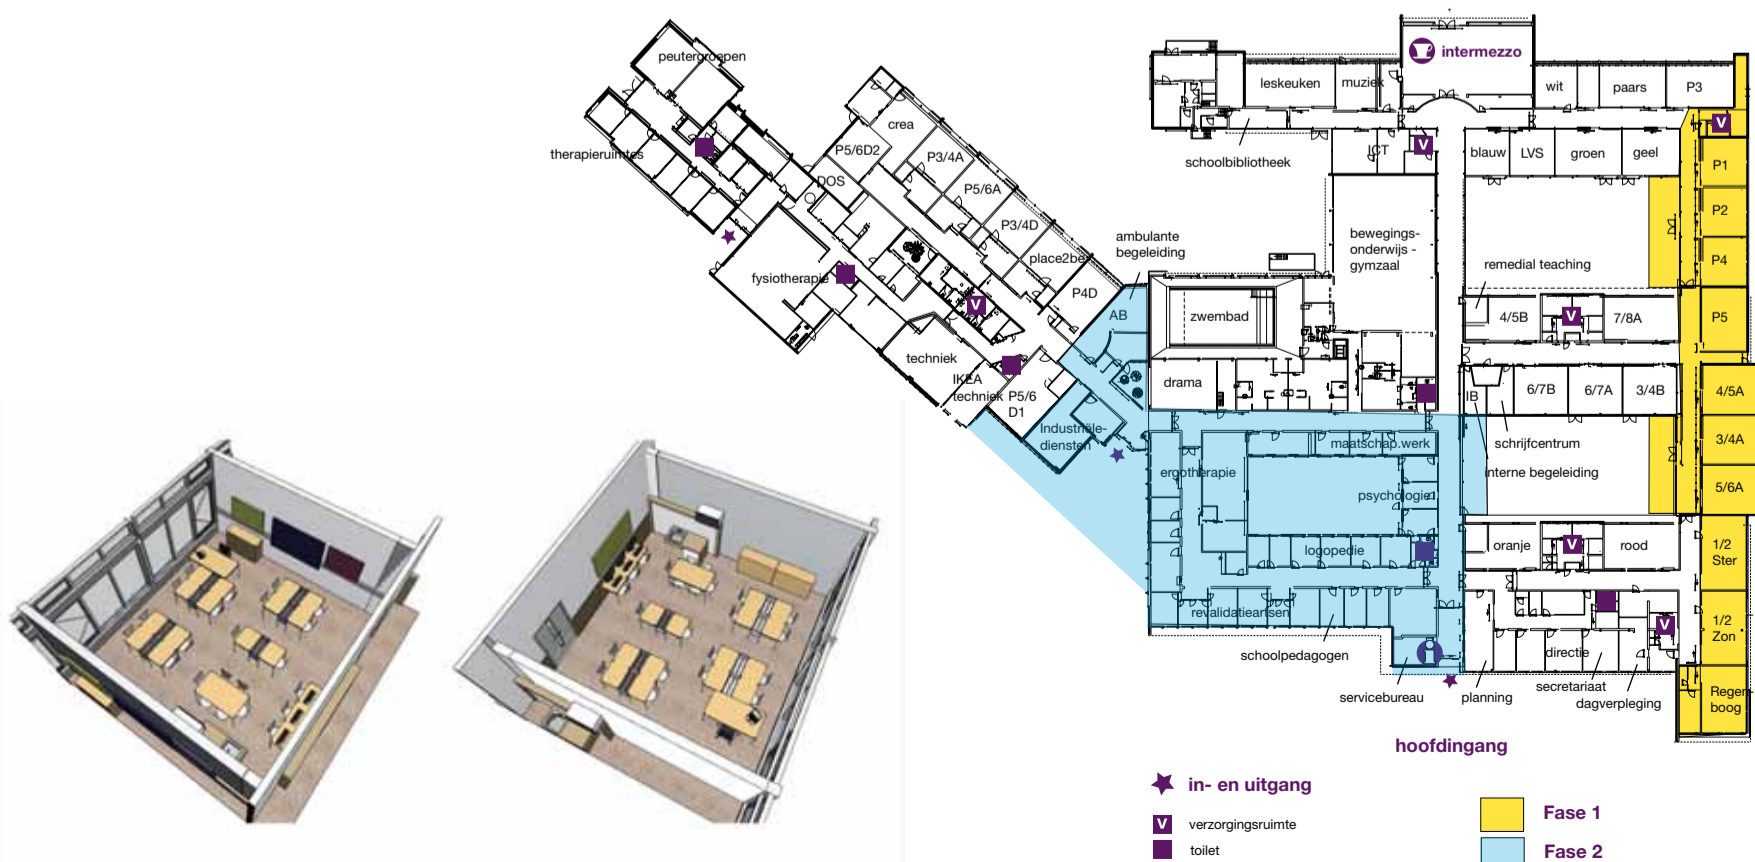 peutergroepen
therapieruimtes
crea
P5/6D2
P3/4A
DOS
P5/6A
P3/4D
place2be
P4D
fysiotherapie
techniek
IKEA
techniek
P5/6
D1
Industriële-
diensten
ambulante
begeleiding
AB
intermezzo
leskeuken
muziek
wit
paars
P3
schoolbibliotheek
ICT
V
blauw
LVS
groen
geel
V
P1
P2
P4
P5
bewegings-
onderwijs -
gymzaal
remedial teaching
zwembad
4/5B
V
7/8A
drama
IB
6/7B
6/7A
3/4B
4/5A
3/4A
5/6A
schrijfcentrum
interne begeleiding
maatschap.werk
ergotherapie
psychologie
logopedie
revalidatieartsen
schoolpedagogen
servicebureau
oranje
V
rood
1/2
Ster
1/2
Zon
Regen
boog
V
directie
planning
secretariaat
dagverpleging
V
hoofdingang
in- en uitgang
V verzorgingsruimte
toilet
Fase 1
Fase 2